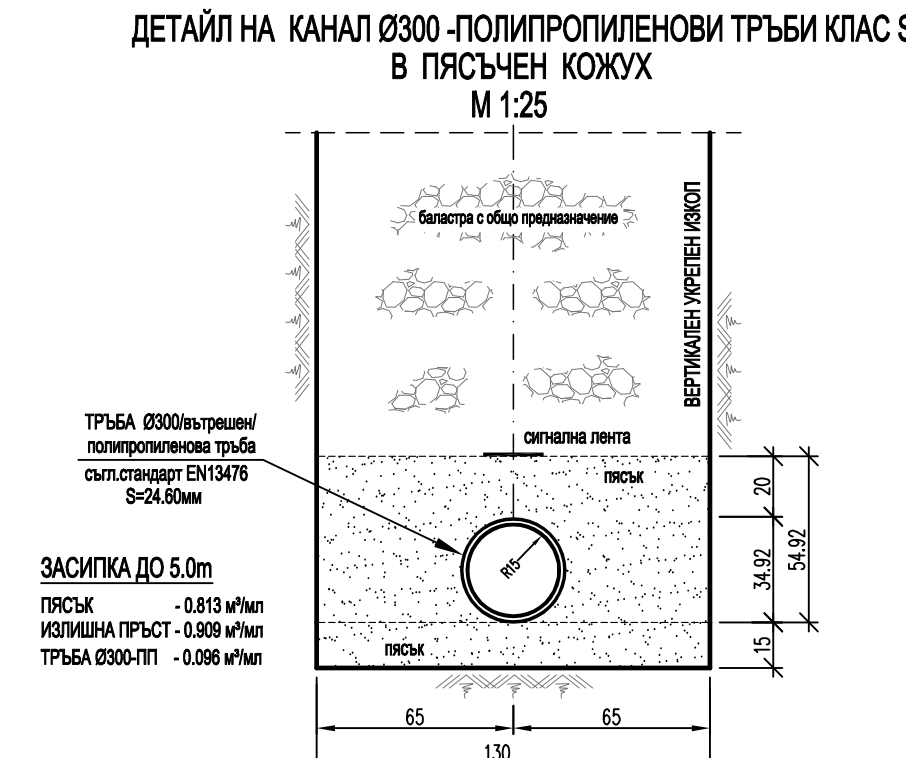 ДЕТАЙЛ НА КАНАЛ Ø300 -ПОЛИПРОПИЛЕНОВИ ТРЪБИ КЛАС S
В ПЯСЪЧЕН КОЖУХ
М 1:25
баластра с общо предназначение
ВЕРТИКАЛЕН УКРЕПЕН ИЗКОП
ТРЪБА Ø300/вътрешен/
полипропиленова тръба
съгл.стандарт EN13476
S=24.60мм
сигнална лента
пясък
20
34.92
54.92
15
R15
ЗАСИПКА ДО 5.0m
ПЯСЪК - 0.813 м³/мл
ИЗЛИШНА ПРЪСТ - 0.909 м³/мл
ТРЪБА Ø300-ПП - 0.096 м³/мл
пясък
65
65
130